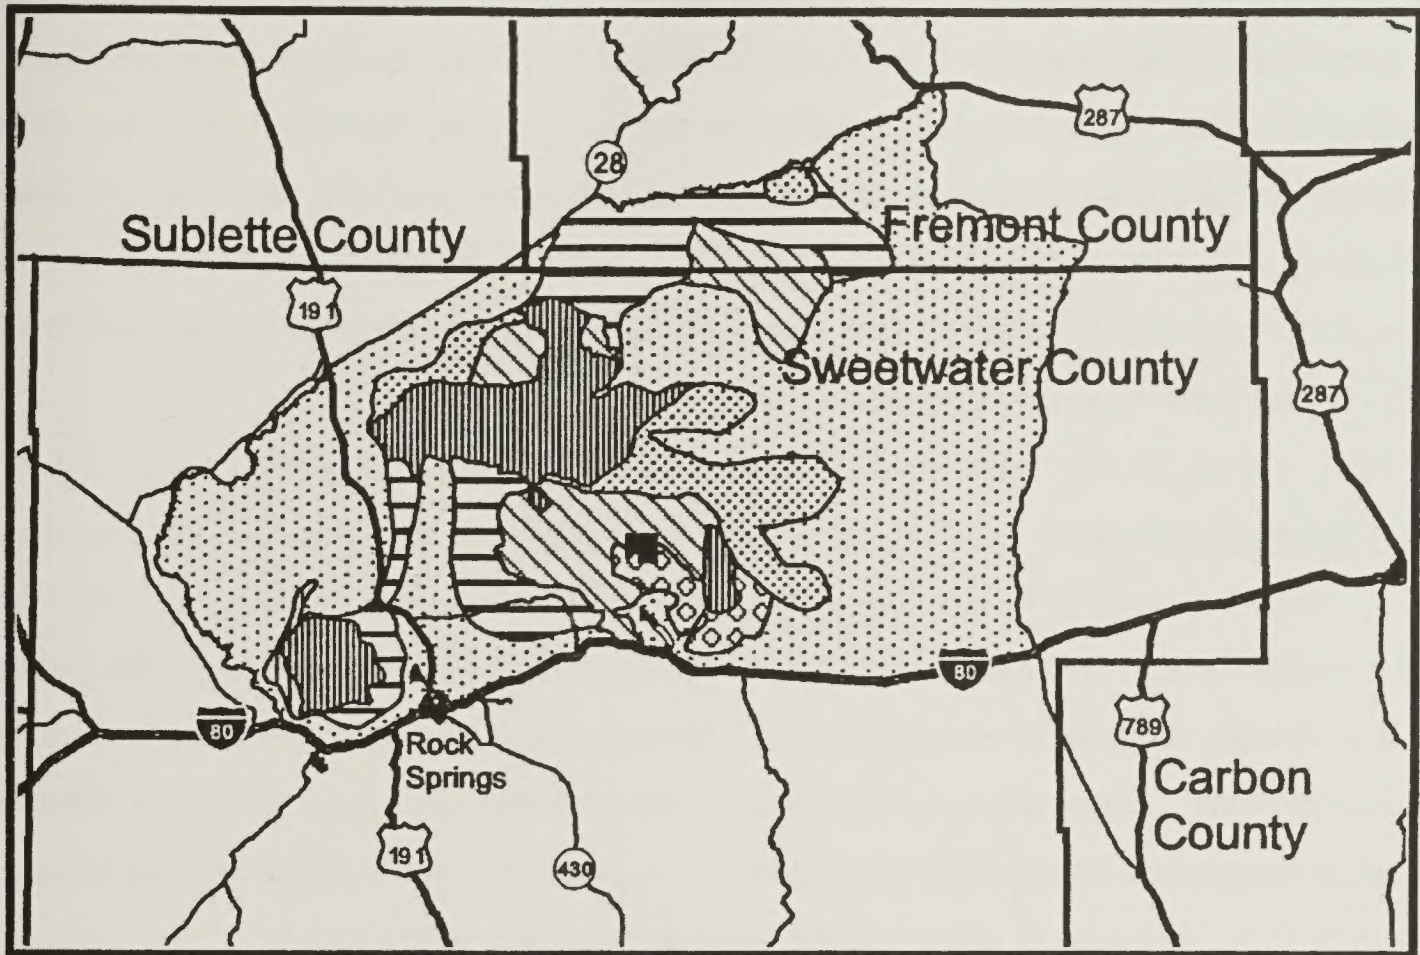 287
28
Sublette County
Fremont County
191
Sweetwater County
287
80
80
789
Rock
Springs
Carbon
County
191
430